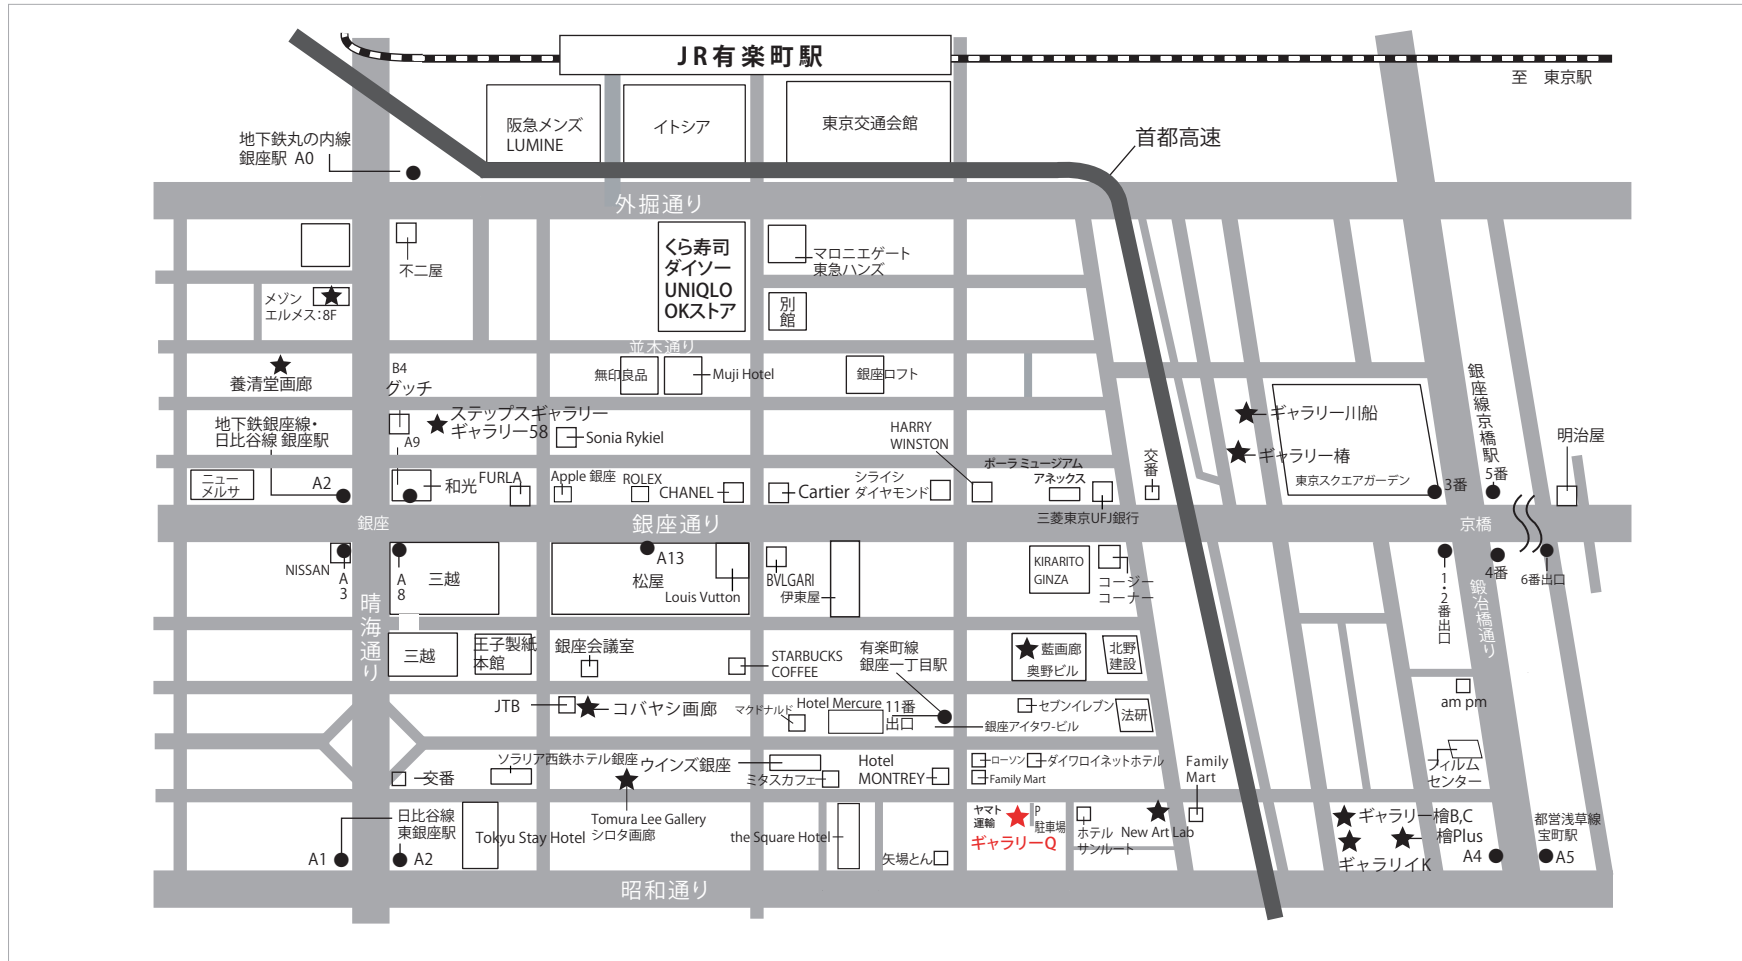 JR有楽町駅
至　東京駅
阪急メンズ
LUMINE
イトシア
東京交通会館
首都高速
地下鉄丸の内線
銀座駅 A0
外掘通り
不二屋
くら寿司
ダイソー
UNIQLO
OKストア
マロニエゲート
東急ハンズ
別館
メゾン
エルメス：8F
並木通り
養清堂画廊
B4
グッチ
無印良品
Muji Hotel
銀座ロフト
銀座線京橋駅
地下鉄銀座線・
日比谷線 銀座駅
ステップスギャラリー
ギャラリー58
A9
Sonia Rykiel
HARRY
WINSTON
ギャラリー川船
ギャラリー椿
明治屋
ニュー
メルサ
A2
和光
FURLA
Apple 銀座
ROLEX
CHANEL
Cartier
シライシ
ダイヤモンド
ポーラ ミュージアム
アネックス
交番
東京スクエアガーデン
3番
5番
三菱東京UFJ銀行
銀座
銀座通り
京橋
NISSAN
A3
A8
三越
A13
松屋
Louis Vutton
BVLGARI
伊東屋
KIRARITO
GINZA
コージー
コーナー
1・2番出口
4番
6番出口
鍛冶橋通り
晴海通り
三越
王子製紙
本館
銀座会議室
STARBUCKS
COFFEE
有楽町線
銀座一丁目駅
藍画廊
奥野ビル
北野
建設
JTB
コバヤシ画廊
マクドナルド
Hotel Mercure
11番
出口
セブンイレブン
銀座アイタワービル
法研
am pm
交番
ソラリア西鉄ホテル銀座
ウインズ銀座
ミタスカフェ
Hotel
MONTREY
ローソン
ダイワロイネットホテル
Family Mart
Family
Mart
フィルム
センター
日比谷線
東銀座駅
A1
A2
Tokyu Stay Hotel
Tomura Lee Gallery
シロタ画廊
the Square Hotel
矢場とん
ヤマト
運輸
ギャラリーQ
P
駐車場
ホテル
サンルート
New Art Lab
ギャラリー檜B,C
檜Plus
ギャラリイK
都営浅草線
宝町駅
A4
A5
昭和通り